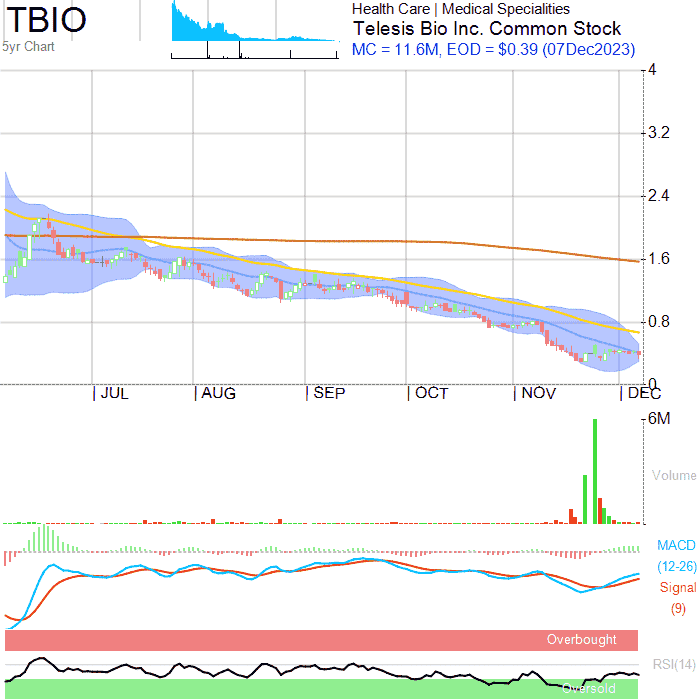 TBIO
5yr Chart
Health Care | Medical Specialities
Telesis Bio Inc. Common Stock
MC = 11.6M, EOD = $0.39 (07Dec2023)
4
3.2
2.4
1.6
0.8
0
JUL AUG SEP OCT NOV DEC
6M
Volume
MACD
(12-26)
Signal
(9)
Overbought
RSI(14)
Oversold